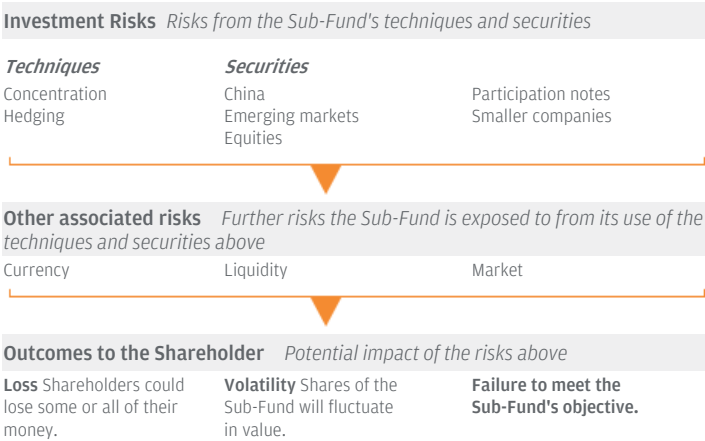 Investment Risks Risks from the Sub-Fund's techniques and securities
Techniques
Concentration
Hedging
Securities
China
Emerging markets
Equities
Participation notes
Smaller companies
Other associated risks Further risks the Sub-Fund is exposed to from its use of the
techniques and securities above
Currency
Liquidity
Market
Outcomes to the Shareholder Potential impact of the risks above
Loss Shareholders could
lose some or all of their
money.
Volatility Shares of the
Sub-Fund will fluctuate
in value.
Failure to meet the
Sub-Fund's objective.